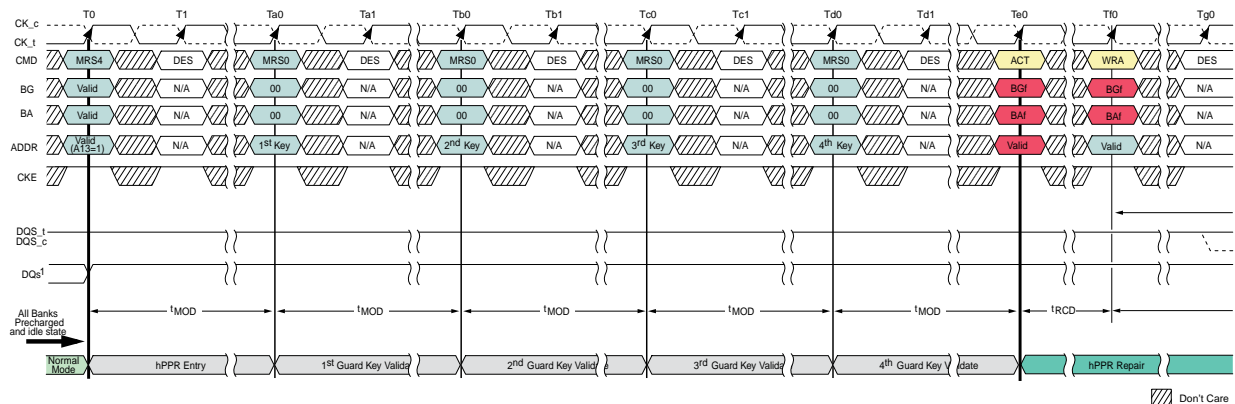 T0 T1 Ta0 Ta1 Tb0 Tb1 Tc0 Tc1 Td0 Td1 Te0 Tf0 Tg0
CK_c
CK_t
CMD MRS4 DES MRS0 DES MRS0 DES MRS0 DES MRS0 DES ACT WRA DES
BG Valid N/A 00 N/A 00 N/A 00 N/A 00 N/A BGf BGf N/A
BA Valid N/A 00 N/A 00 N/A 00 N/A 00 N/A BAf BAf N/A
ADDR Valid (A13=1) N/A 1st Key N/A 2nd Key N/A 3rd Key N/A 4th Key N/A Valid Valid N/A
CKE
DQS_t
DQS_c
DQs1
tMOD tMOD tMOD tMOD tMOD tRCD
All Banks
Precharged
and idle state
Normal
Mode
hPPR Entry 1st Guard Key Valida 2nd Guard Key Valid e 3rd Guard Key Valida 4th Guard Key V date hPPR Repair
Don't Care